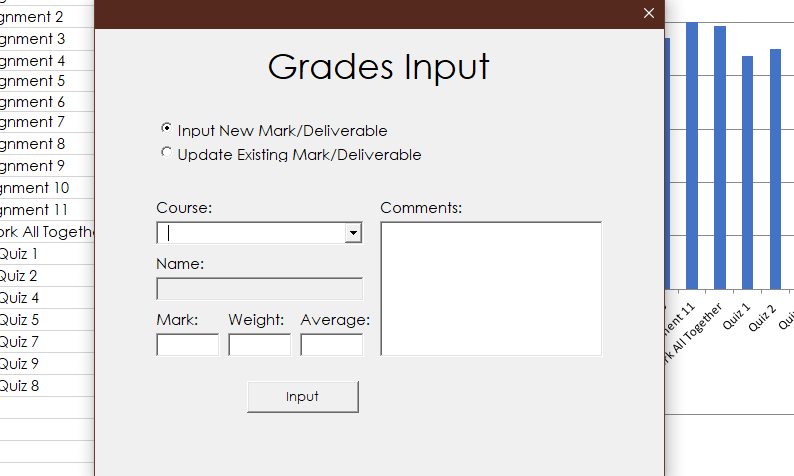 gnment 2
gnment 3
gnment 4
gnment 5
gnment 6
gnment 7
gnment 8
gnment 9
gnment 10
gnment 11
ork All Togeth
Quiz 1
Quiz 2
Quiz 4
Quiz 5
Quiz 7
Quiz 9
Quiz 8
Grades Input
Input New Mark/Deliverable
Update Existing Mark/Deliverable
Course:
Comments:
Name:
Mark: Weight: Average:
Input
ment 11
rk All Together
Quiz 1
Quiz 2
Qui